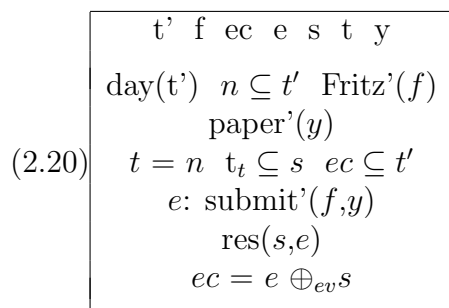 t’ f ec e s t y
day(t’) n ⊆ t′ Fritz’(f)
paper’(y)
(2.20) t = n t_t ⊆ s ec ⊆ t′
e: submit’(f,y)
res(s,e)
ec = e ⊕_ev s